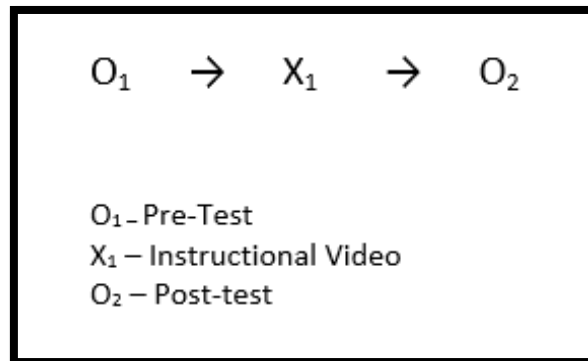 O₁ → X₁ → O₂
O₁ – Pre-Test
X₁ – Instructional Video
O₂ – Post-test